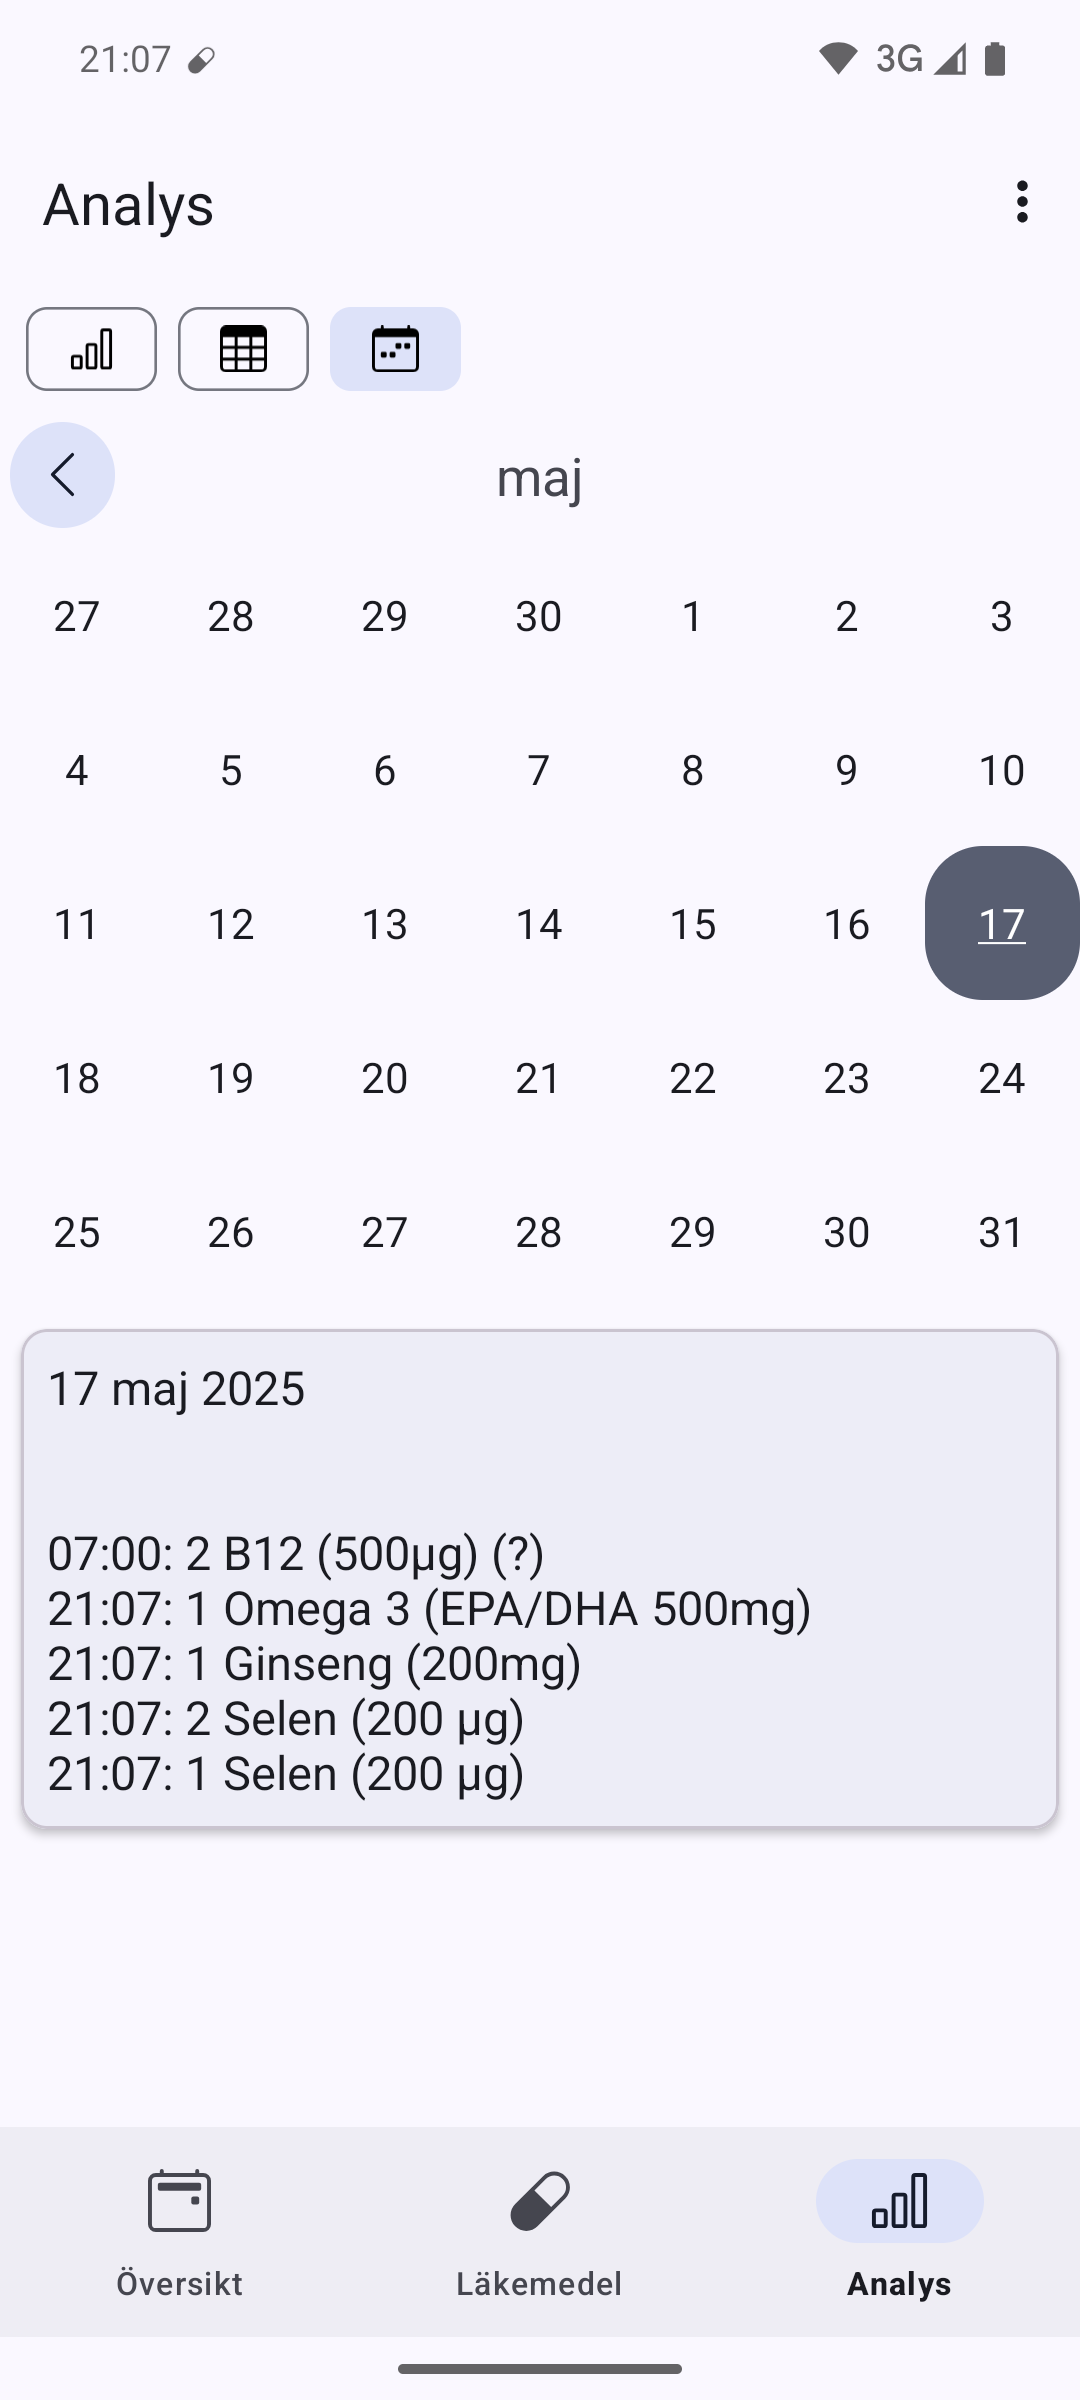 21:07
3G
Analys
maj
27 28 29 30 1 2 3
4 5 6 7 8 9 10
11 12 13 14 15 16 17
18 19 20 21 22 23 24
25 26 27 28 29 30 31
17 maj 2025
07:00: 2 B12 (500µg) (?)
21:07: 1 Omega 3 (EPA/DHA 500mg)
21:07: 1 Ginseng (200mg)
21:07: 2 Selen (200 µg)
21:07: 1 Selen (200 µg)
Översikt Läkemedel Analys